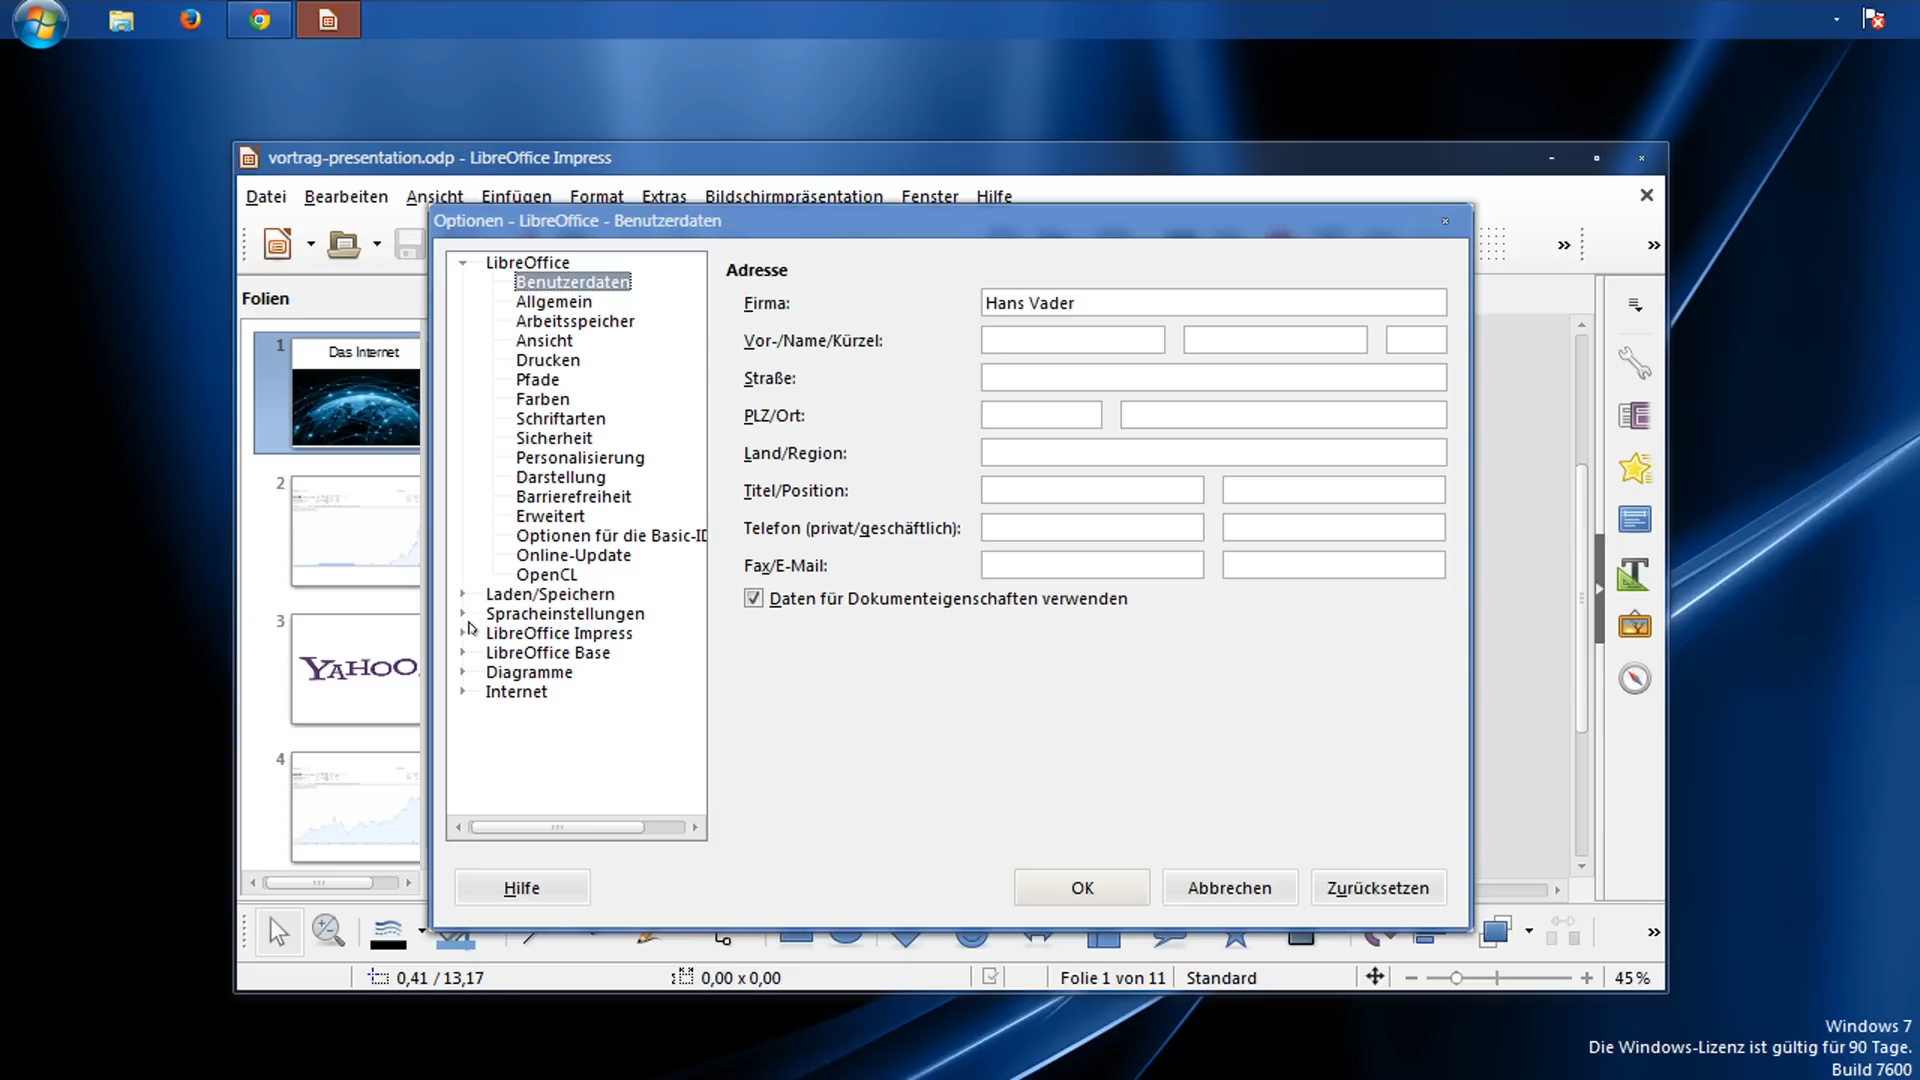 vortrag-presentation.odp - LibreOffice Impress
Datei Bearbeiten Ansicht Einfügen Format Extras Bildschirmpräsentation Fenster Hilfe
Optionen - LibreOffice - Benutzerdaten
Folien
1
Das Internet
2
3
YAHOO
4
LibreOffice
Benutzerdaten
Allgemein
Arbeitsspeicher
Ansicht
Drucken
Pfade
Farben
Schriftarten
Sicherheit
Personalisierung
Darstellung
Barrierefreiheit
Erweitert
Optionen für die Basic-ID
Online-Update
OpenCL
Laden/Speichern
Spracheinstellungen
LibreOffice Impress
LibreOffice Base
Diagramme
Internet
Adresse
Firma: Hans Vader
Vor-/Name/Kürzel:
Straße:
PLZ/Ort:
Land/Region:
Titel/Position:
Telefon (privat/geschäftlich):
Fax/E-Mail:
Daten für Dokumenteigenschaften verwenden
Hilfe OK Abbrechen Zurücksetzen
0,41 / 13,17 0,00 x 0,00 Folie 1 von 11 Standard 45%
Windows 7
Die Windows-Lizenz ist gültig für 90 Tage.
Build 7600